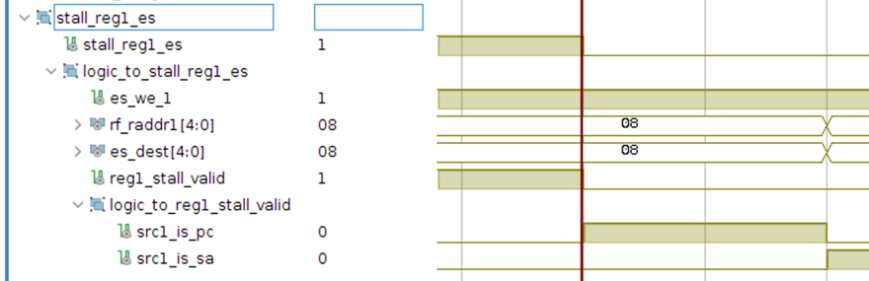 stall_reg1_es
stall_reg1_es 1
logic_to_stall_reg1_es
es_we_1 1
rf_raddr1[4:0] 08 08
es_dest[4:0] 08 08
reg1_stall_valid 1
logic_to_reg1_stall_valid
src1_is_pc 0
src1_is_sa 0